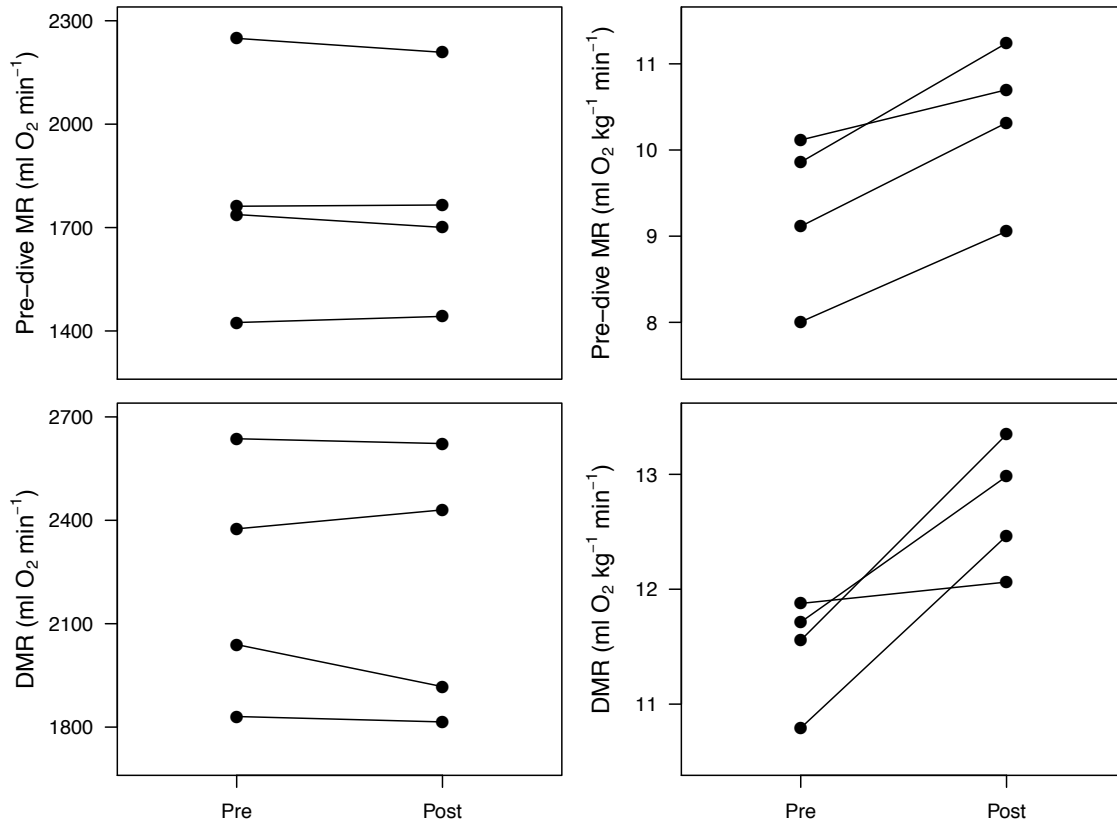 Pre−dive MR (ml O₂ min⁻¹)
2300
2000
1700
1400
Pre−dive MR (ml O₂ kg⁻¹ min⁻¹)
11
10
9
8
DMR (ml O₂ min⁻¹)
2700
2400
2100
1800
Pre
Post
DMR (ml O₂ kg⁻¹ min⁻¹)
13
12
11
Pre
Post